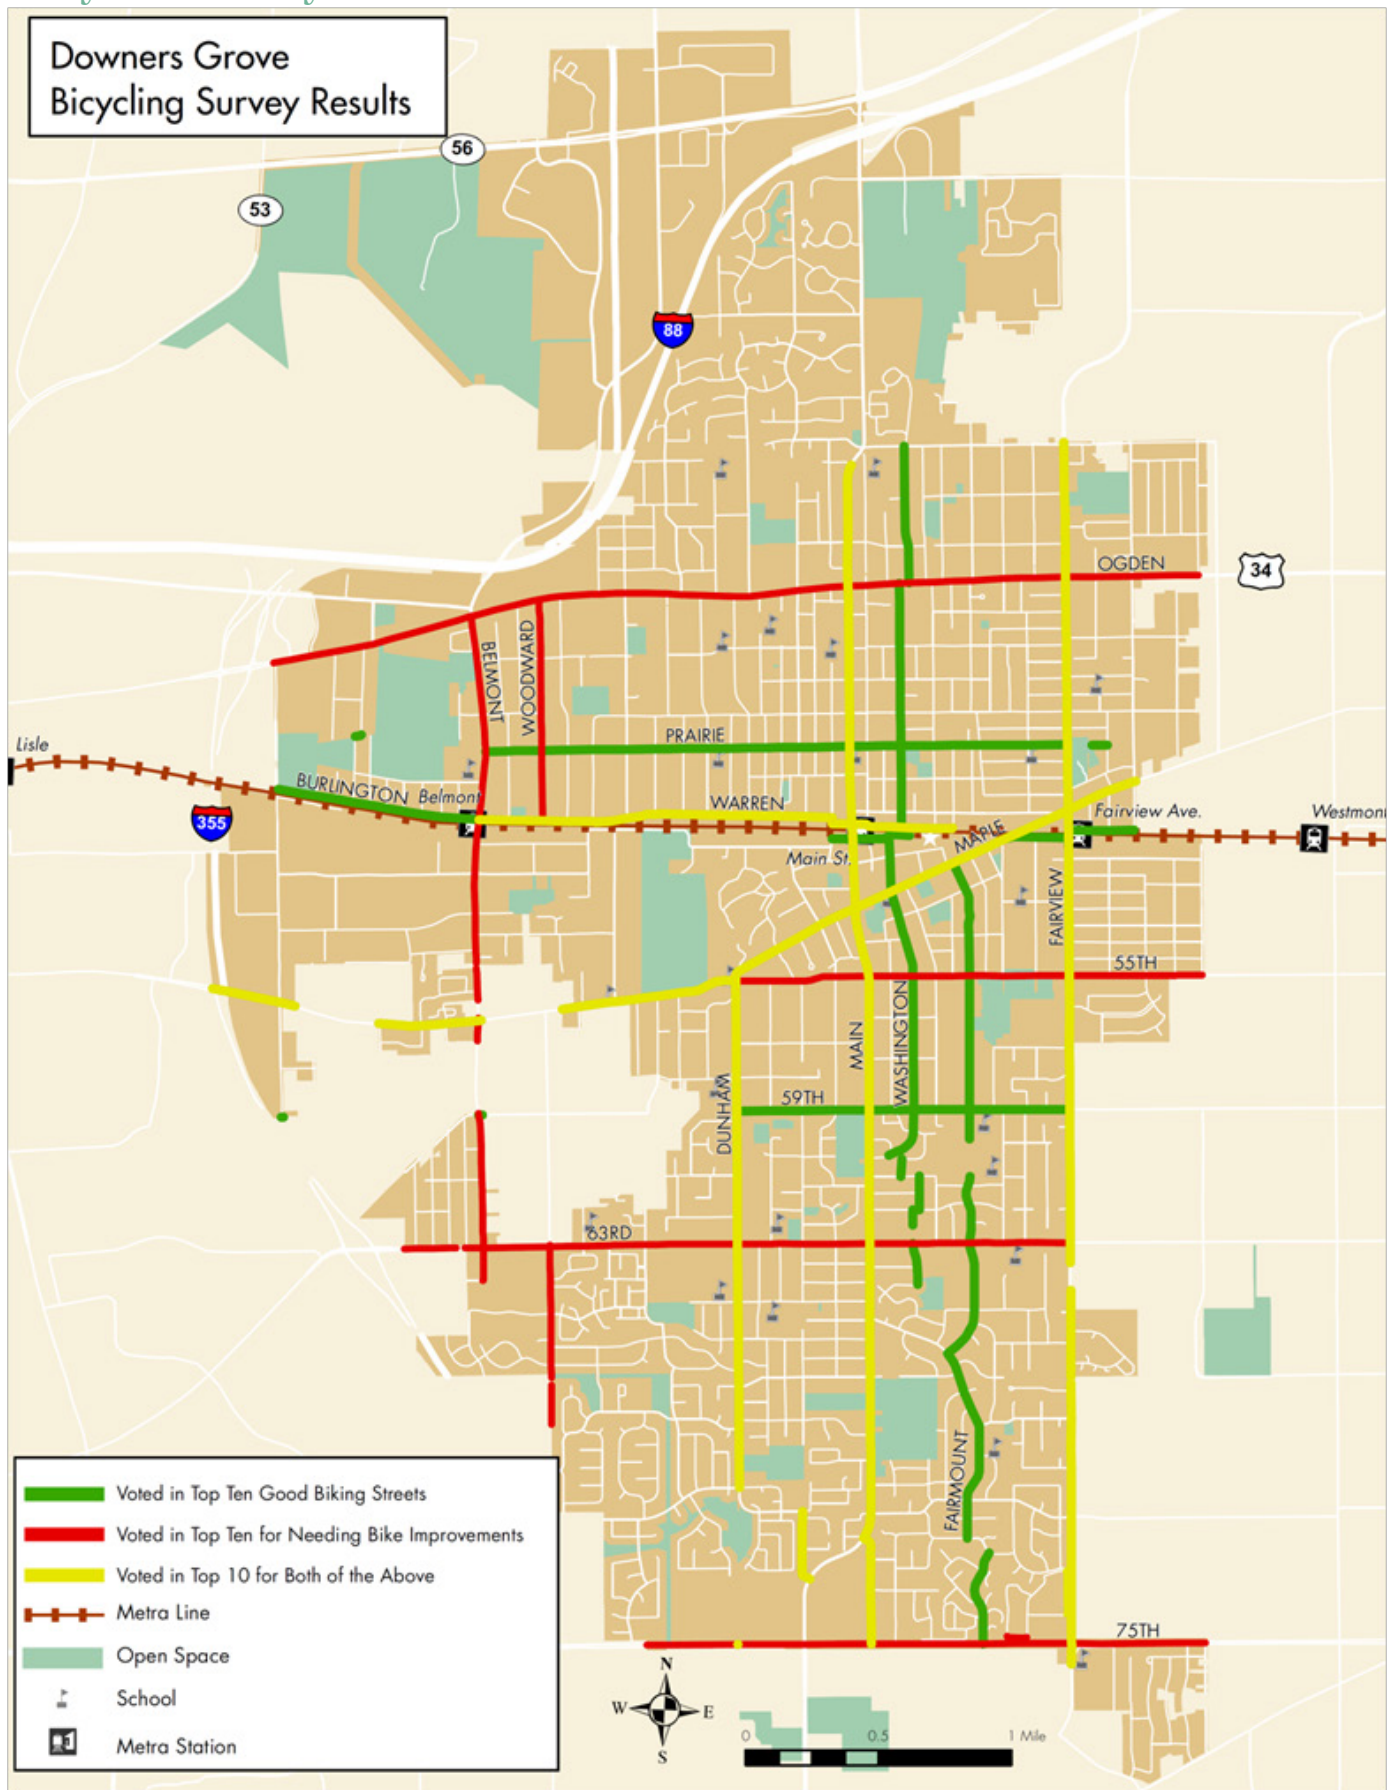 Downers Grove
Bicycling Survey Results
56
53
88
OGDEN
34
BELMONT
WOODWARD
PRAIRIE
Lisle
BURLINGTON
Belmont
WARREN
Fairview Ave.
Westmont
355
Main St.
MAPLE
FAIRVIEW
55TH
WASHINGTON
MAIN
DUNHAM
59TH
63RD
FAIRMOUNT
75TH
Voted in Top Ten Good Biking Streets
Voted in Top Ten for Needing Bike Improvements
Voted in Top 10 for Both of the Above
Metra Line
Open Space
School
Metra Station
N
W
E
S
0
0.5
1 Mile